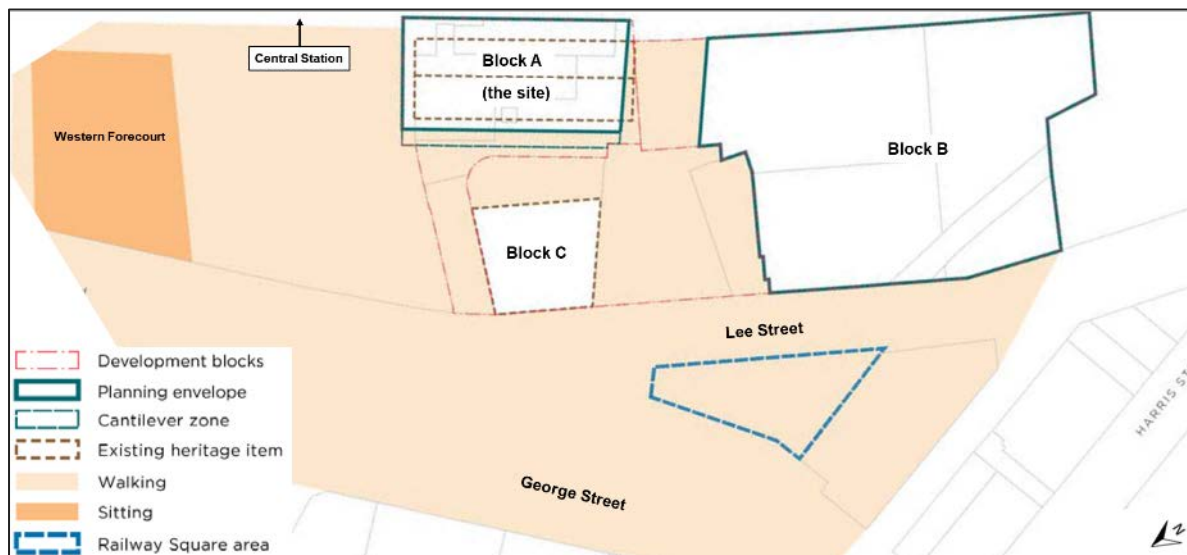 Central Station
Block A
(the site)
Western Forecourt
Block B
Block C
Lee Street
Development blocks
Planning envelope
Cantilever zone
Existing heritage item
Walking
Sitting
Railway Square area
George Street
HARRIS ST
N